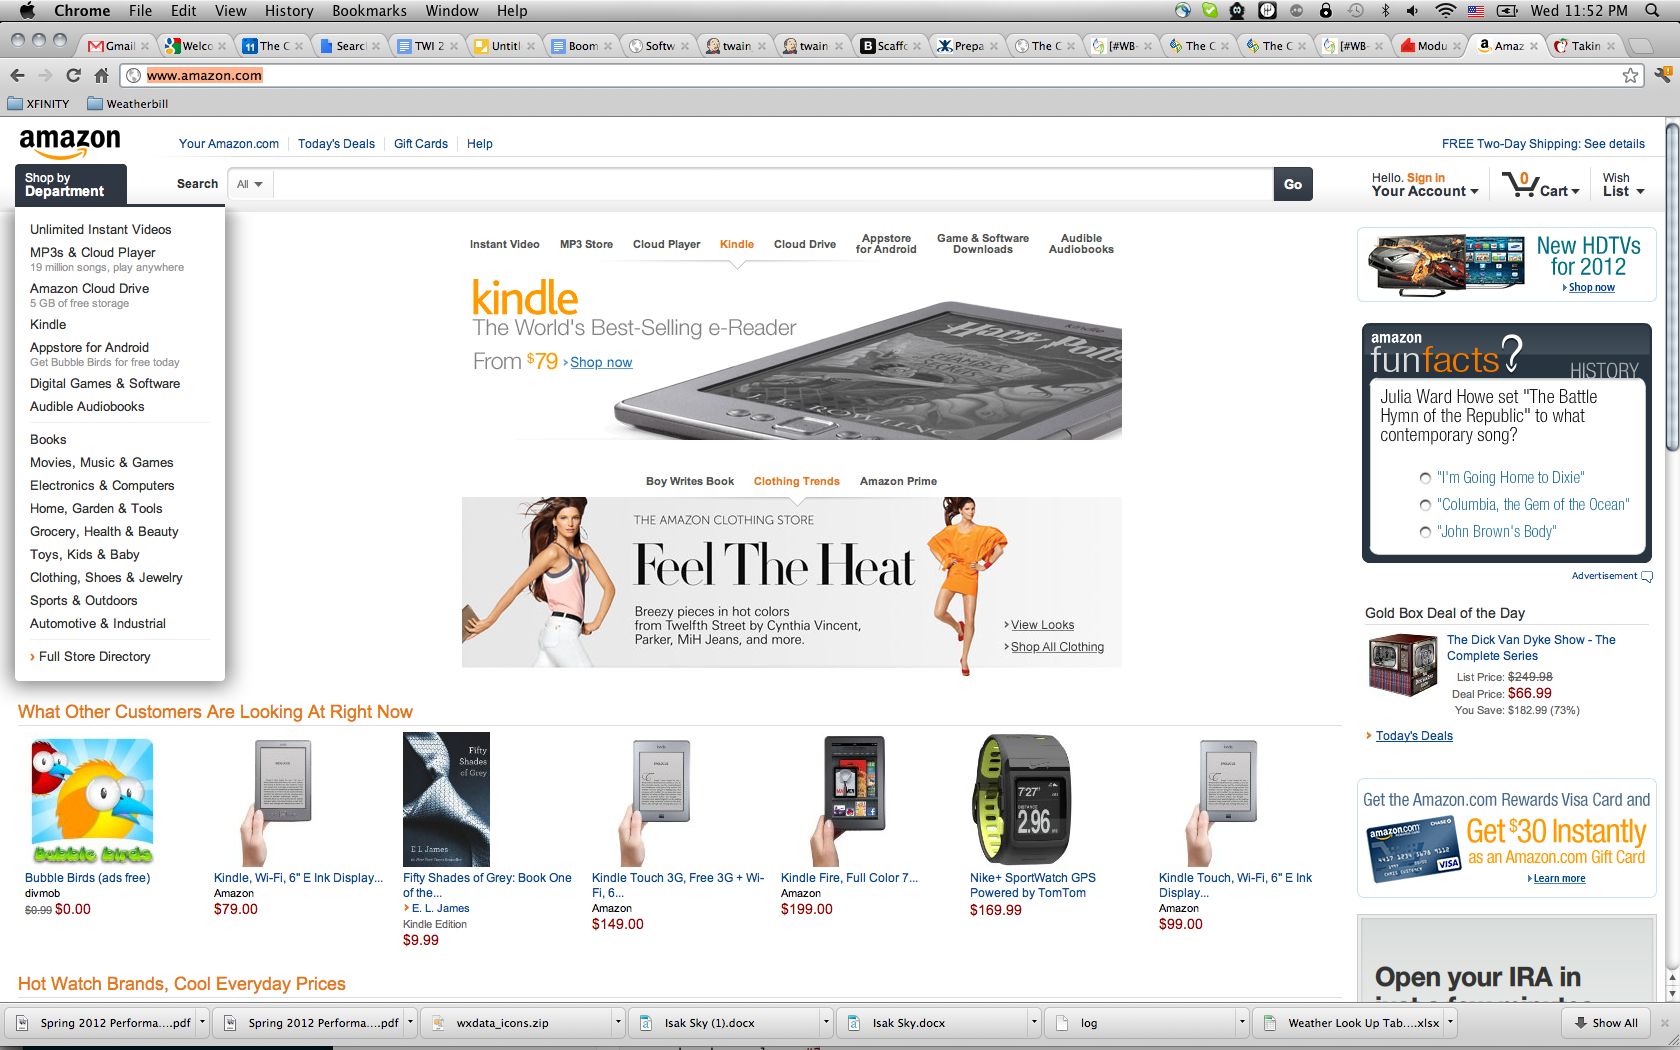 Chrome File Edit View History Bookmarks Window Help
Wed 11:52 PM
Gmail
Welco
The C
Searc
TWI 2
Untitl
Boom
Softw
twain
twain
Scaffo
Prepa
The C
[#WB-
The C
The C
[#WB-
Modu
Amaz
Takin
www.amazon.com
XFINITY Weatherbill
amazon
Your Amazon.com Today's Deals Gift Cards Help
FREE Two-Day Shipping: See details
Shop by
Department
Search All Go
Hello. Sign in
Your Account
0
Cart
Wish
List
Unlimited Instant Videos
MP3s & Cloud Player
19 million songs, play anywhere
Amazon Cloud Drive
5 GB of free storage
Kindle
Appstore for Android
Get Bubble Birds for free today
Digital Games & Software
Audible Audiobooks
Books
Movies, Music & Games
Electronics & Computers
Home, Garden & Tools
Grocery, Health & Beauty
Toys, Kids & Baby
Clothing, Shoes & Jewelry
Sports & Outdoors
Automotive & Industrial
› Full Store Directory
Instant Video
MP3 Store
Cloud Player
Kindle
Cloud Drive
Appstore
for Android
Game & Software
Downloads
Audible
Audiobooks
kindle
The World's Best-Selling e-Reader
From $79 › Shop now
kindle
Harry Potter
J. K. ROWLING
Boy Writes Book Clothing Trends Amazon Prime
THE AMAZON CLOTHING STORE
Feel The Heat
Breezy pieces in hot colors
from Twelfth Street by Cynthia Vincent,
Parker, MiH Jeans, and more.
› View Looks
› Shop All Clothing
New HDTVs
for 2012
Shop now
amazon
funfacts?
HISTORY
Julia Ward Howe set "The Battle
Hymn of the Republic" to what
contemporary song?
"I'm Going Home to Dixie"
"Columbia, the Gem of the Ocean"
"John Brown's Body"
Advertisement
Gold Box Deal of the Day
The Dick Van Dyke Show - The
Complete Series
List Price: $249.98
Deal Price: $66.99
You Save: $182.99 (73%)
› Today's Deals
Get the Amazon.com Rewards Visa Card and
Get $30 Instantly
as an Amazon.com Gift Card
Learn more
amazon.com
CHASE
VISA
Open your IRA in
What Other Customers Are Looking At Right Now
Bubble Birds
Bubble Birds (ads free)
divmob
$0.99 $0.00
Kindle, Wi-Fi, 6" E Ink Display...
Amazon
$79.00
Fifty
Shades
of Grey
E L James
Fifty Shades of Grey: Book One
of the...
› E. L. James
Kindle Edition
$9.99
Kindle Touch 3G, Free 3G + Wi-
Fi, 6...
Amazon
$149.00
Kindle Fire, Full Color 7...
Amazon
$199.00
7'27"
DISTANCE
2.96
Nike+ SportWatch GPS
Powered by TomTom
$169.99
Kindle Touch, Wi-Fi, 6" E Ink
Display...
Amazon
$99.00
Hot Watch Brands, Cool Everyday Prices
Spring 2012 Performa....pdf
Spring 2012 Performa....pdf
wxdata_icons.zip
Isak Sky (1).docx
Isak Sky.docx
log
Weather Look Up Tab....xlsx
Show All